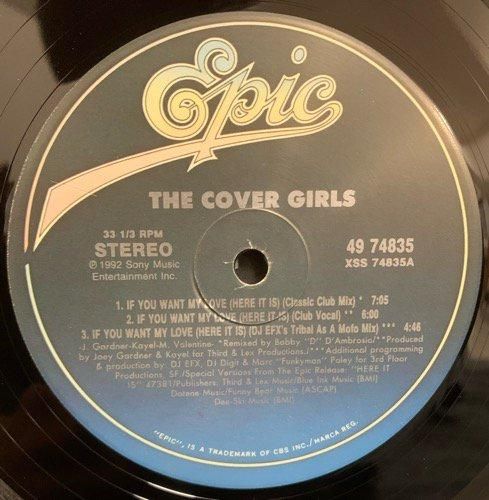 Epic
THE COVER GIRLS
33 1/3 RPM
STEREO
℗ 1992 Sony Music
Entertainment Inc.
49 74835
XSS 74835A
1. IF YOU WANT MY LOVE (HERE IT IS) (Classic Club Mix) * 7:05
2. IF YOU WANT MY LOVE (HERE IT IS) (Club Vocal) ** 6:00
3. IF YOU WANT MY LOVE (HERE IT IS) (DJ EFX's Tribal As A Mofo Mix) *** 4:46
-J. Gardner-Kayel-M. Valentine- *Remixed by Bobby "D" D'Ambrosio/*Produced
by Joey Gardner & Kayel for Third & Lex Productions./***Additional programming
& production by: DJ EFX, DJ Digit & Marc "Funkyman" Paley for 3rd Floor
Productions, SF./Special Versions From The Epic Release: "HERE IT
IS" 47381/Publishers: Third & Lex Music/Blue Ink Music (BMI)
Dotene Music/Funny Bear Music (ASCAP)
Dee-Ski Music (BMI)
"EPIC", IS A TRADEMARK OF CBS INC./MARCA REG.